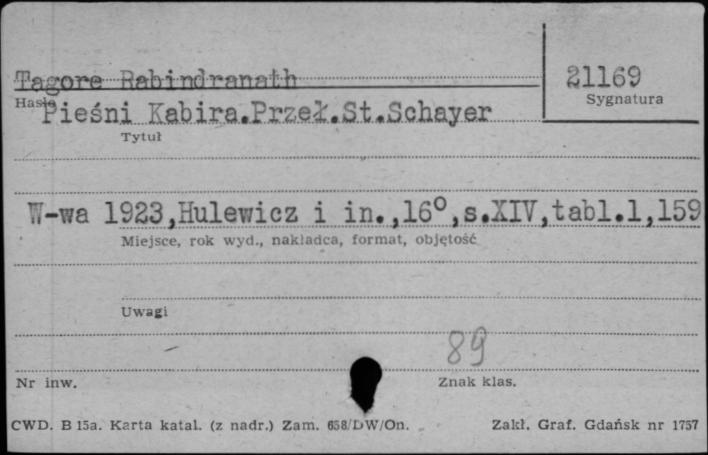 Tagore Rabindranath
21169
Hasło
Sygnatura
Pieśni Kabira.Przeł.St.Schayer
Tytuł
W-wa 1923,Hulewicz i in.,16°,s.XIV,tabl.1,159
Miejsce, rok wyd., nakładca, format, objętość
Uwagi
89
Nr inw.
Znak klas.
CWD. B 15a. Karta katal. (z nadr.) Zam. 658/DW/On.
Zakł. Graf. Gdańsk nr 1757